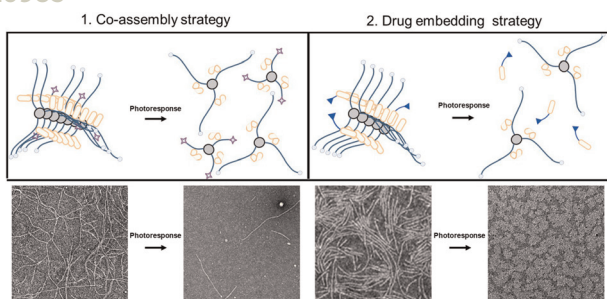 1. Co-assembly strategy
2. Drug embedding strategy
Photoresponse
Photoresponse
Photoresponse
Photoresponse